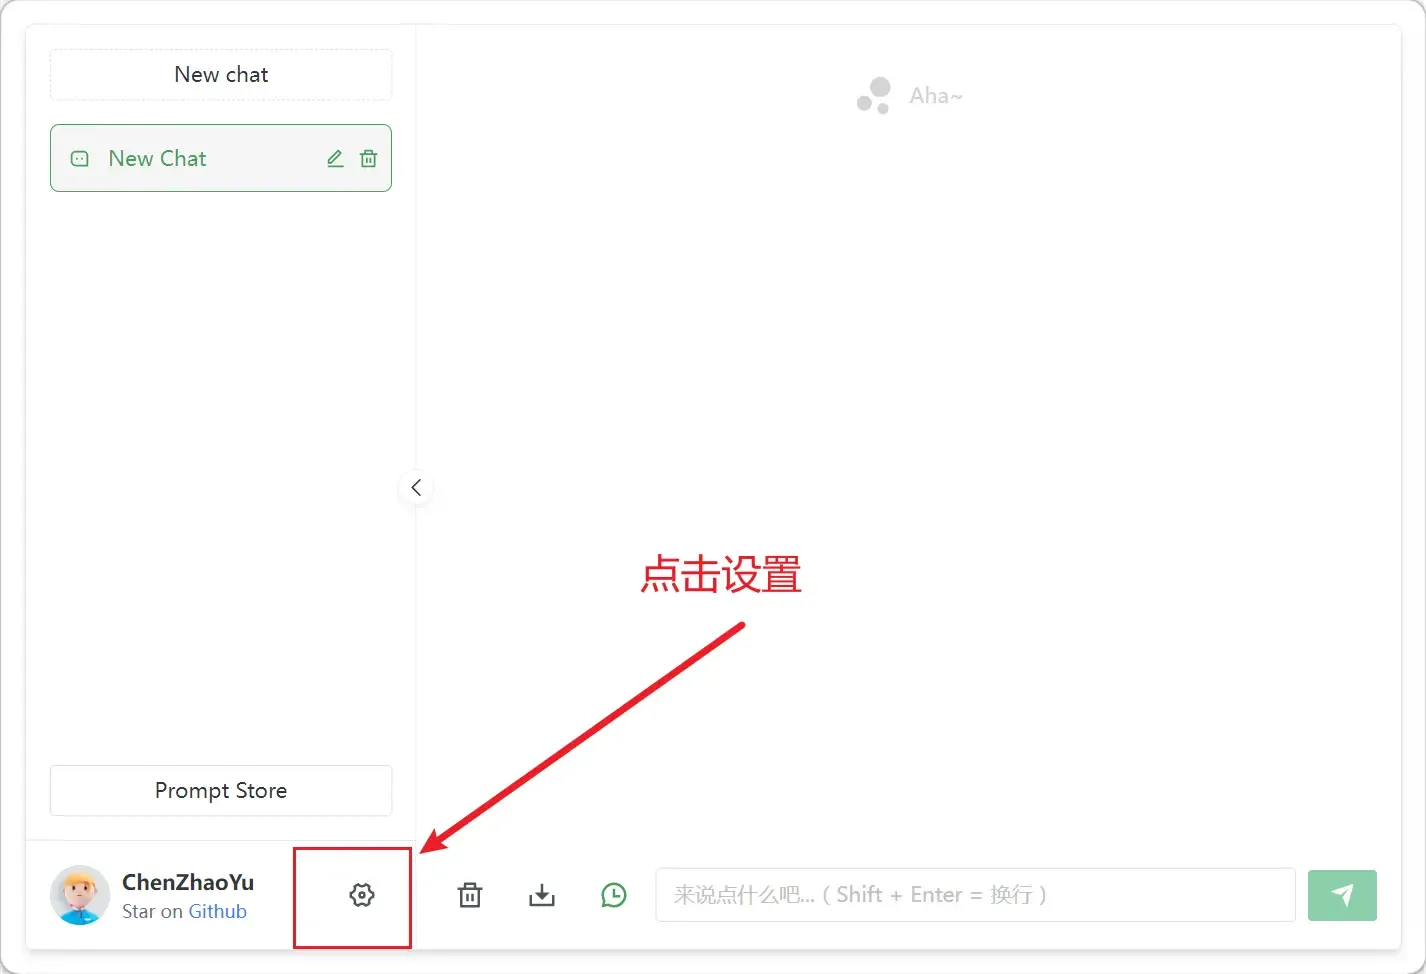 New chat
New Chat
Aha~
点击设置
Prompt Store
ChenZhaoYu
Star on Github
来说点什么吧...（Shift + Enter = 换行）